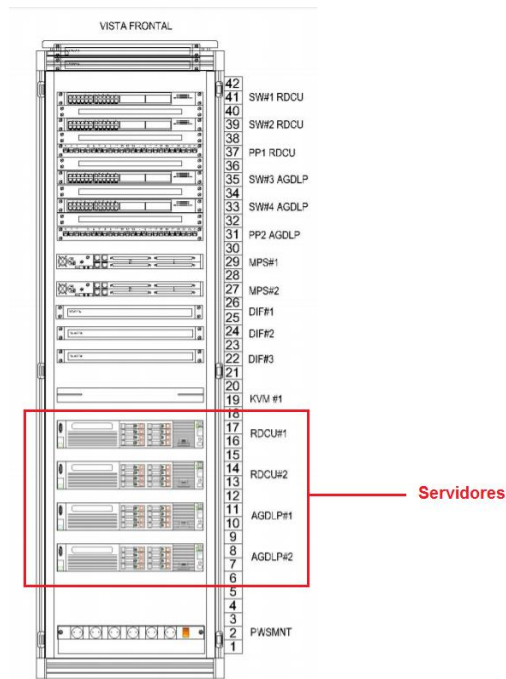 VISTA FRONTAL
42
41 SW#1 RDCU
40
39 SW#2 RDCU
38
37 PP1 RDCU
36
35 SW#3 AGDLP
34
33 SW#4 AGDLP
32
31 PP2 AGDLP
30
29 MPS#1
28
27 MPS#2
26
DIF#1
25
24 DIF#2
23
22 DIF#3
21
20
19 KVM #1
18
17
RDCU#1
16
15
14
RDCU#2
13
12
11
AGDLP#1
10
9
8
AGDLP#2
7
6
5
4
3
2 PWSMNT
1
Servidores